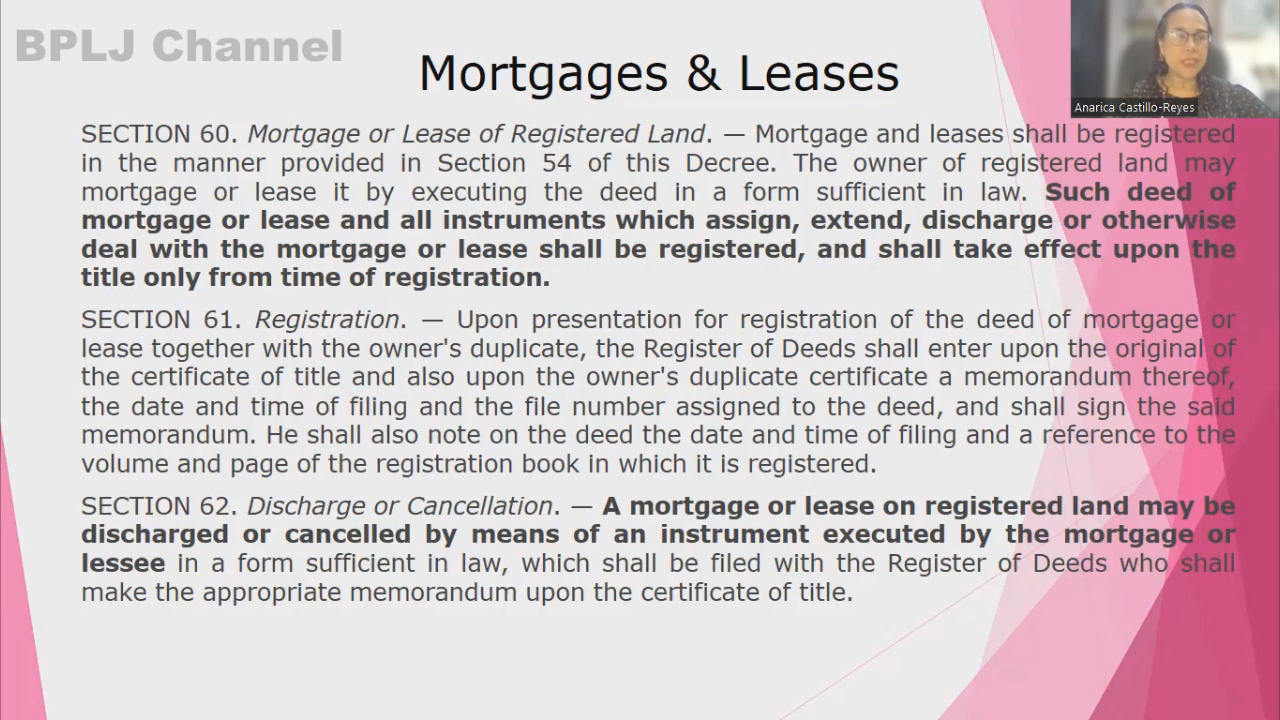 BPLJ Channel
Mortgages & Leases
Anarica Castillo-Reyes
SECTION 60. Mortgage or Lease of Registered Land. — Mortgage and leases shall be registered
in the manner provided in Section 54 of this Decree. The owner of registered land may
mortgage or lease it by executing the deed in a form sufficient in law. Such deed of
mortgage or lease and all instruments which assign, extend, discharge or otherwise
deal with the mortgage or lease shall be registered, and shall take effect upon the
title only from time of registration.
SECTION 61. Registration. — Upon presentation for registration of the deed of mortgage or
lease together with the owner's duplicate, the Register of Deeds shall enter upon the original of
the certificate of title and also upon the owner's duplicate certificate a memorandum thereof,
the date and time of filing and the file number assigned to the deed, and shall sign the said
memorandum. He shall also note on the deed the date and time of filing and a reference to the
volume and page of the registration book in which it is registered.
SECTION 62. Discharge or Cancellation. — A mortgage or lease on registered land may be
discharged or cancelled by means of an instrument executed by the mortgage or
lessee in a form sufficient in law, which shall be filed with the Register of Deeds who shall
make the appropriate memorandum upon the certificate of title.